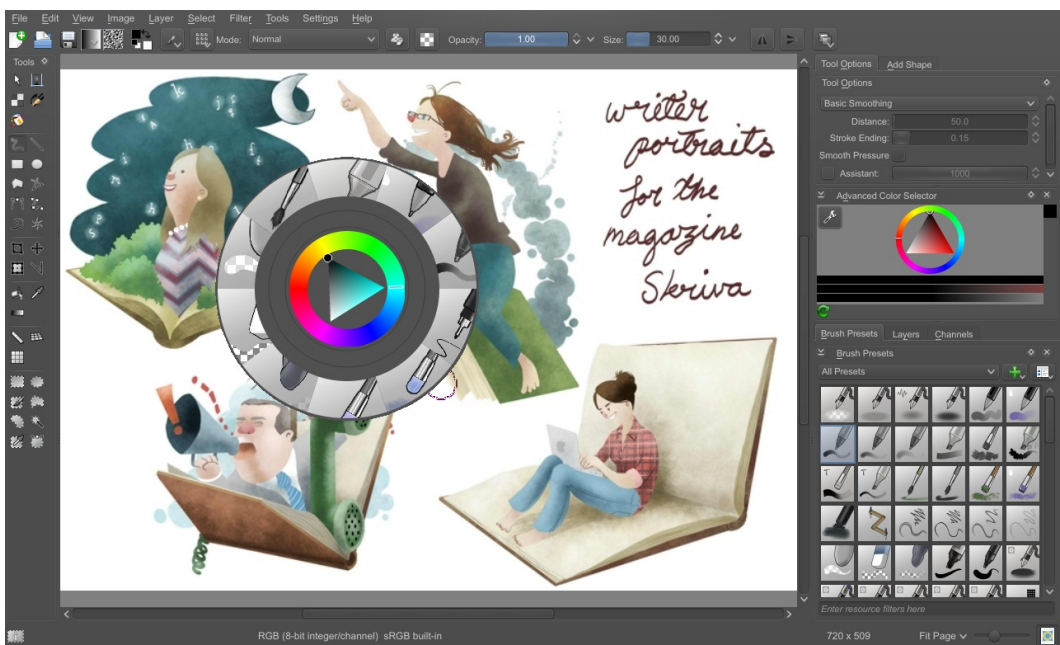 File Edit View Image Layer Select Filter Tools Settings Help
Mode: Normal Opacity: 1.00 Size: 30.00
Tools
Tool Options Add Shape
Tool Options
Basic Smoothing
Distance: 50.0
Stroke Ending: 0.15
Smooth Pressure
Assistant: 1000
Advanced Color Selector
writer
portraits
for the
magazine
Skriva
Brush Presets Layers Channels
Brush Presets
All Presets
Enter resource filters here
RGB (8-bit integer/channel) sRGB built-in 720 x 509 Fit Page